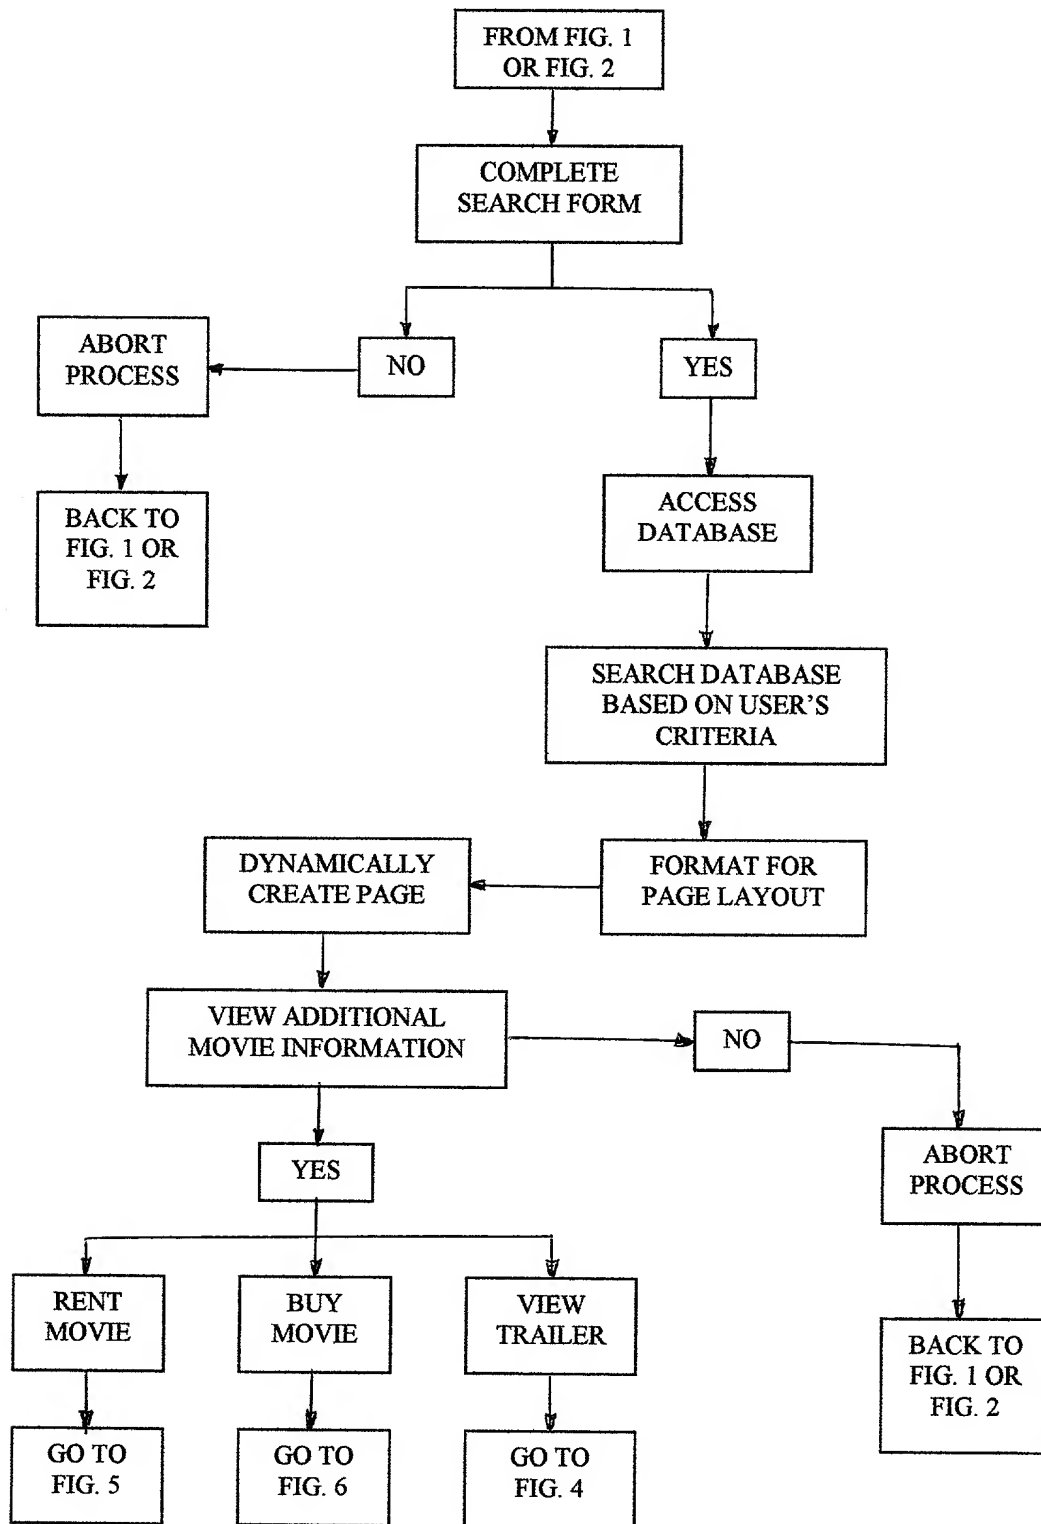 FROM FIG. 1
OR FIG. 2
COMPLETE
SEARCH FORM
ABORT
PROCESS
NO
YES
BACK TO
FIG. 1 OR
FIG. 2
ACCESS
DATABASE
SEARCH DATABASE
BASED ON USER'S
CRITERIA
DYNAMICALLY
CREATE PAGE
FORMAT FOR
PAGE LAYOUT
VIEW ADDITIONAL
MOVIE INFORMATION
NO
YES
ABORT
PROCESS
RENT
MOVIE
BUY
MOVIE
VIEW
TRAILER
BACK TO
FIG. 1 OR
FIG. 2
GO TO
FIG. 5
GO TO
FIG. 6
GO TO
FIG. 4